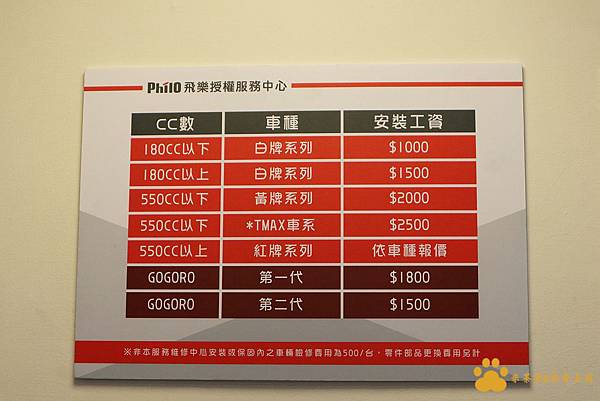 Philo 飛樂授權服務中心
CC數 車種 安裝工資
180CC以下 白牌系列 $1000
180CC以上 白牌系列 $1500
550CC以下 黃牌系列 $2000
550CC以下 *TMAX車系 $2500
550CC以上 紅牌系列 依車種報價
GOGORO 第一代 $1800
GOGORO 第二代 $1500
※非本服務維修中心安裝或保固內之車輛檢修費用為500/台，零件部品更換費用另計